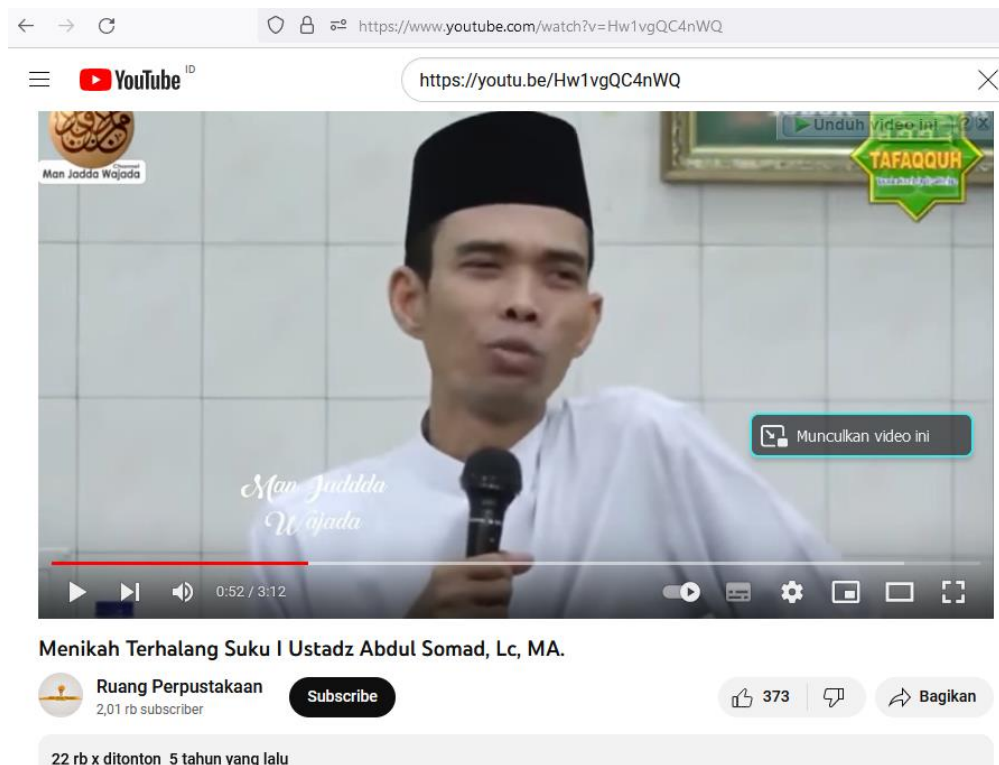 https://www.youtube.com/watch?v=Hw1vgQC4nWQ
YouTube ID
https://youtu.be/Hw1vgQC4nWQ
Unduh video ini ? X
Channel
Man Jadda Wajada
TAFAQQUH
Man Jaddda
Wajada
Munculkan video ini
0:52 / 3:12
Menikah Terhalang Suku I Ustadz Abdul Somad, Lc, MA.
Ruang Perpustakaan
2,01 rb subscriber
Subscribe
373
Bagikan
22 rb x ditonton 5 tahun yang lalu